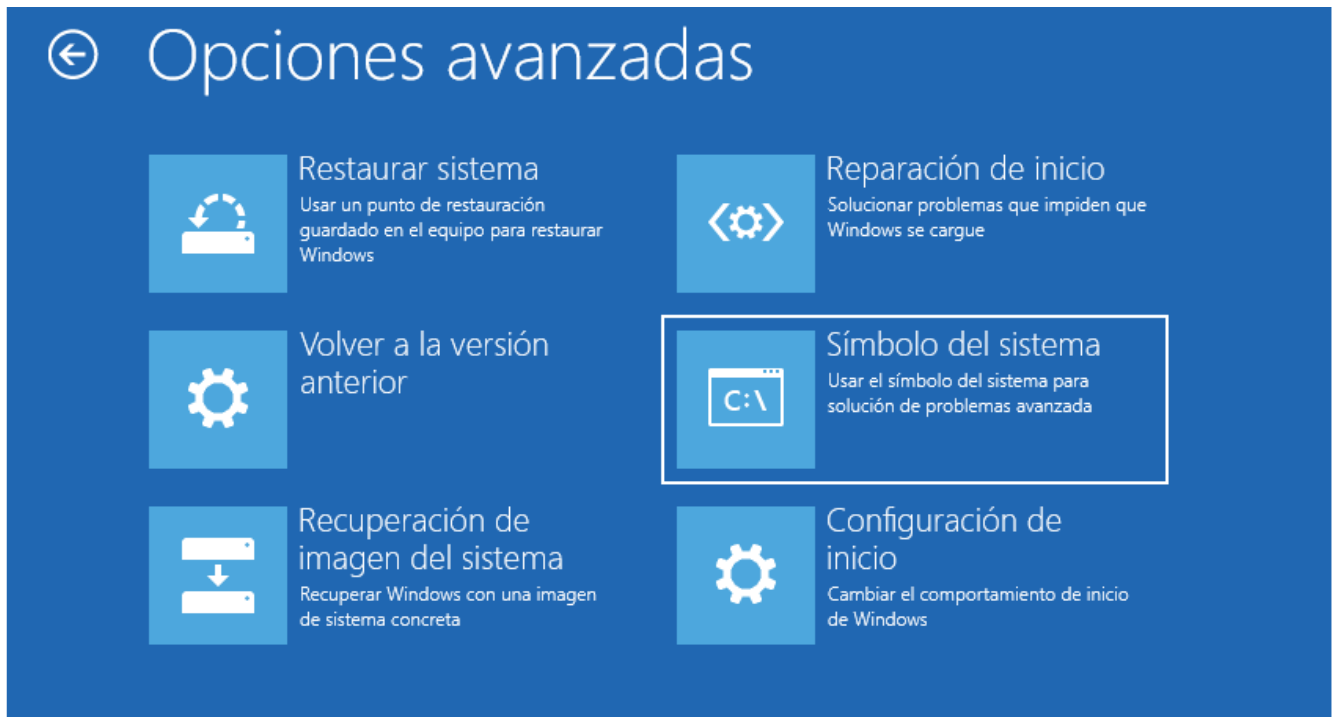 Opciones avanzadas
Restaurar sistema
Usar un punto de restauración
guardado en el equipo para restaurar
Windows
Reparación de inicio
Solucionar problemas que impiden que
Windows se cargue
Volver a la versión
anterior
C:\
Símbolo del sistema
Usar el símbolo del sistema para
solución de problemas avanzada
Recuperación de
imagen del sistema
Recuperar Windows con una imagen
de sistema concreta
Configuración de
inicio
Cambiar el comportamiento de inicio
de Windows